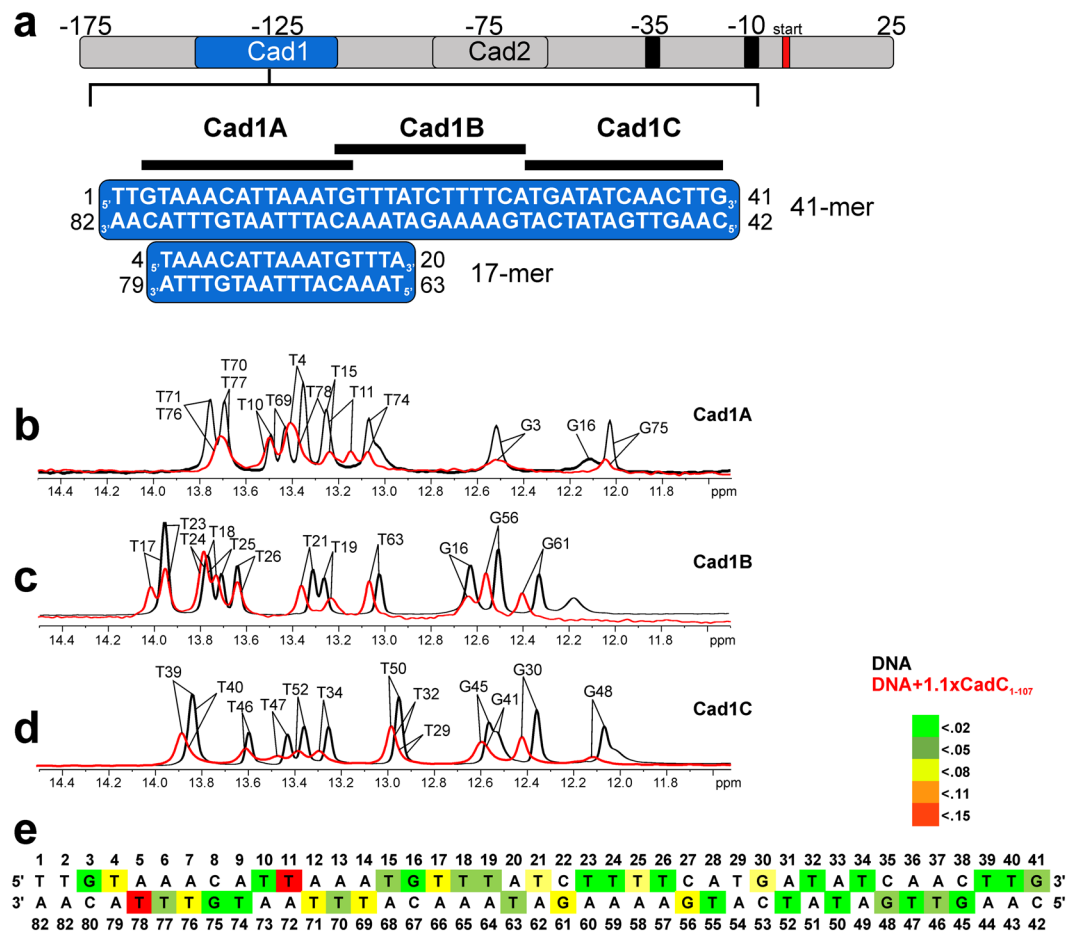 a
-175 -125 -75 -35 -10 start 25
Cad1 Cad2
Cad1A Cad1B Cad1C
1 5'TTGTAAACATTAAATGTTTATCTTTTCATGATATCAACTTG3' 41
82 3'AACATTTGTAATTTACAAATAGAAAAGTACTATAGTTGAAC5' 42
41-mer
4 5'TAAACATTAAATGTTTA3' 20
79 3'ATTTGTAATTTACAAAT5' 63
17-mer
b
Cad1A
T71
T76
T70
T77
T10
T69
T4
T78
T15
T11
T74
G3
G16
G75
14.4 14.2 14.0 13.8 13.6 13.4 13.2 13.0 12.8 12.6 12.4 12.2 12.0 11.8 ppm
c
Cad1B
T17
T23
T24
T18
T25
T26
T21
T19
T63
G16
G56
G61
14.4 14.2 14.0 13.8 13.6 13.4 13.2 13.0 12.8 12.6 12.4 12.2 12.0 11.8 ppm
d
Cad1C
T39
T40
T46
T47
T52
T34
T50
T32
T29
G45
G41
G30
G48
14.4 14.2 14.0 13.8 13.6 13.4 13.2 13.0 12.8 12.6 12.4 12.2 12.0 11.8 ppm
DNA
DNA+1.1xCadC1-107
<.02
<.05
<.08
<.11
<.15
e
1 2 3 4 5 6 7 8 9 10 11 12 13 14 15 16 17 18 19 20 21 22 23 24 25 26 27 28 29 30 31 32 33 34 35 36 37 38 39 40 41
5' T T G T A A A C A T T A A A T G T T T A T C T T T T C A T G A T A T C A A C T T G 3'
3' A A C A T T T G T A A T T T A C A A A T A G A A A A G T A C T A T A G T T G A A C 5'
82 82 80 79 78 77 76 75 74 73 72 71 70 69 68 67 66 65 64 63 62 61 60 59 58 57 56 55 54 53 52 51 50 49 48 47 46 45 44 43 42